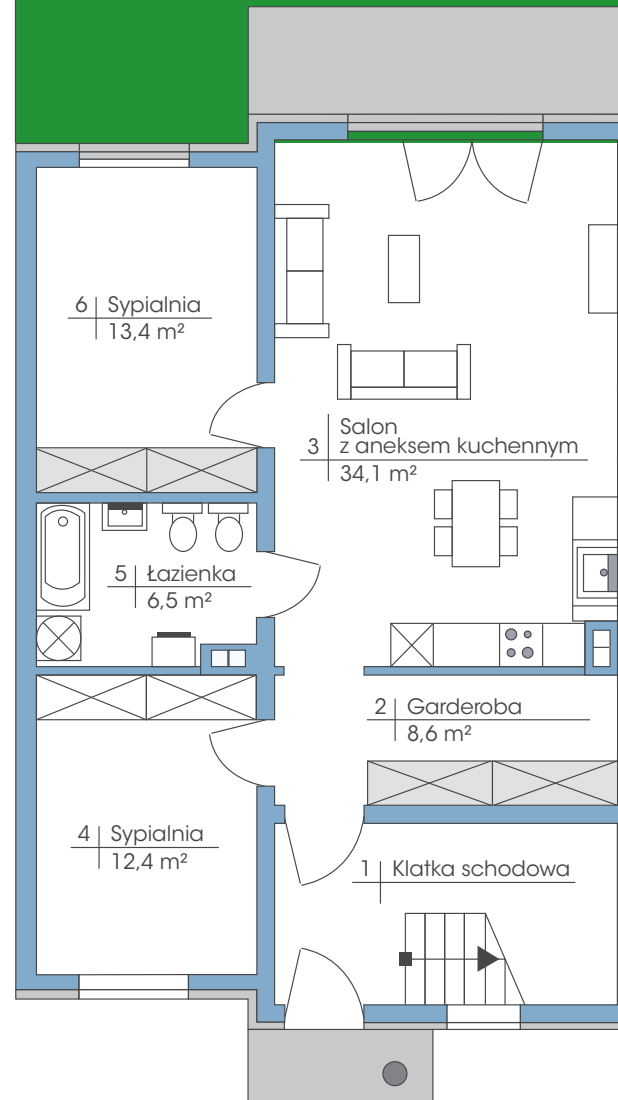 6 Sypialnia
13,4 m²
3 Salon
z aneksem kuchennym
34,1 m²
5 Łazienka
6,5 m²
2 Garderoba
8,6 m²
4 Sypialnia
12,4 m²
1 Klatka schodowa